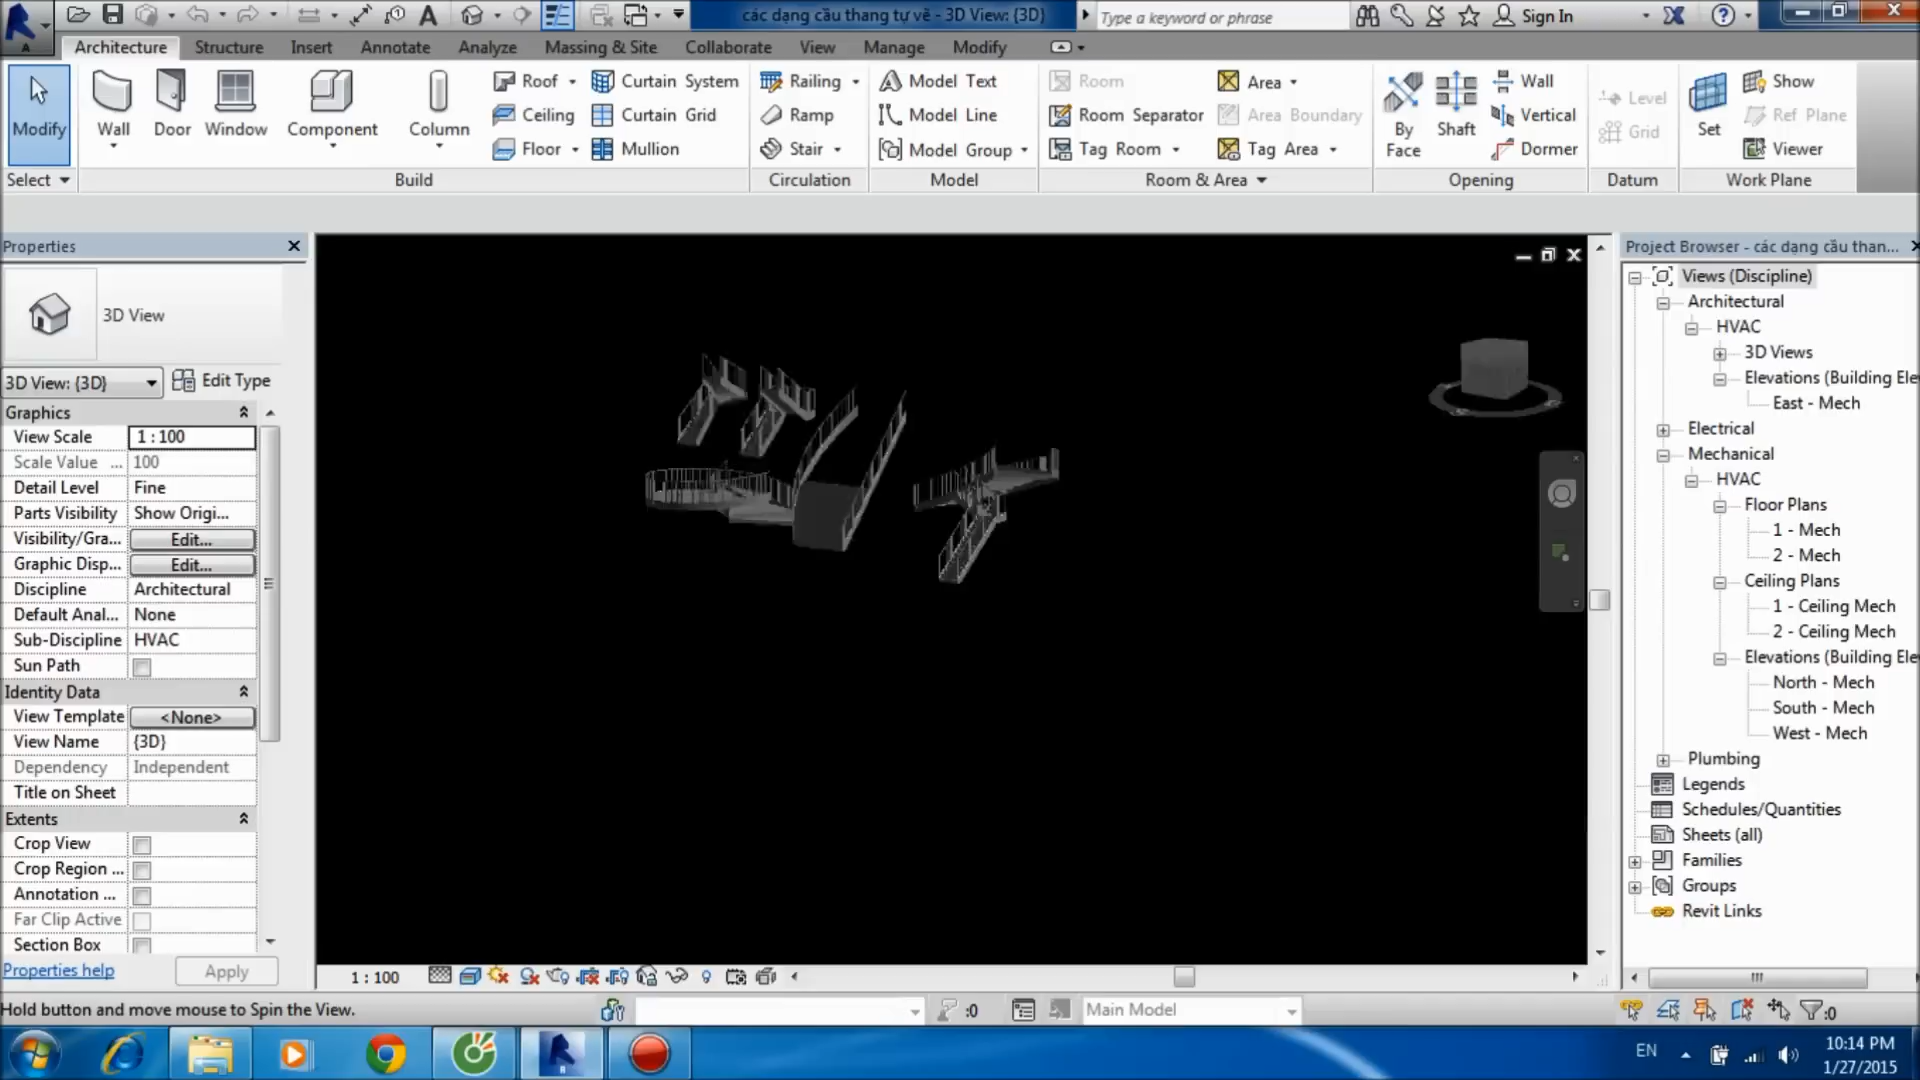 các dạng cầu thang tự vẽ - 3D View: {3D}
Type a keyword or phrase
Sign In
Architecture
Structure
Insert
Annotate
Analyze
Massing & Site
Collaborate
View
Manage
Modify
Modify
Wall
Door
Window
Component
Column
Roof
Ceiling
Floor
Curtain System
Curtain Grid
Mullion
Railing
Ramp
Stair
Model Text
Model Line
Model Group
Room
Room Separator
Tag Room
Area
Area Boundary
Tag Area
By Face
Shaft
Wall
Vertical
Dormer
Level
Grid
Set
Show
Ref Plane
Viewer
Select
Build
Circulation
Model
Room & Area
Opening
Datum
Work Plane
Properties
3D View
3D View: {3D}
Edit Type
Graphics
View Scale 1 : 100
Scale Value ... 100
Detail Level Fine
Parts Visibility Show Origi...
Visibility/Gra... Edit...
Graphic Disp... Edit...
Discipline Architectural
Default Anal... None
Sub-Discipline HVAC
Sun Path
Identity Data
View Template <None>
View Name {3D}
Dependency Independent
Title on Sheet
Extents
Crop View
Crop Region ...
Annotation ...
Far Clip Active
Section Box
Properties help
Apply
1 : 100
Project Browser - các dạng cầu than...
Views (Discipline)
Architectural
HVAC
3D Views
Elevations (Building Ele
East - Mech
Electrical
Mechanical
HVAC
Floor Plans
1 - Mech
2 - Mech
Ceiling Plans
1 - Ceiling Mech
2 - Ceiling Mech
Elevations (Building Ele
North - Mech
South - Mech
West - Mech
Plumbing
Legends
Schedules/Quantities
Sheets (all)
Families
Groups
Revit Links
Hold button and move mouse to Spin the View.
:0
Main Model
:0
EN
10:14 PM
1/27/2015